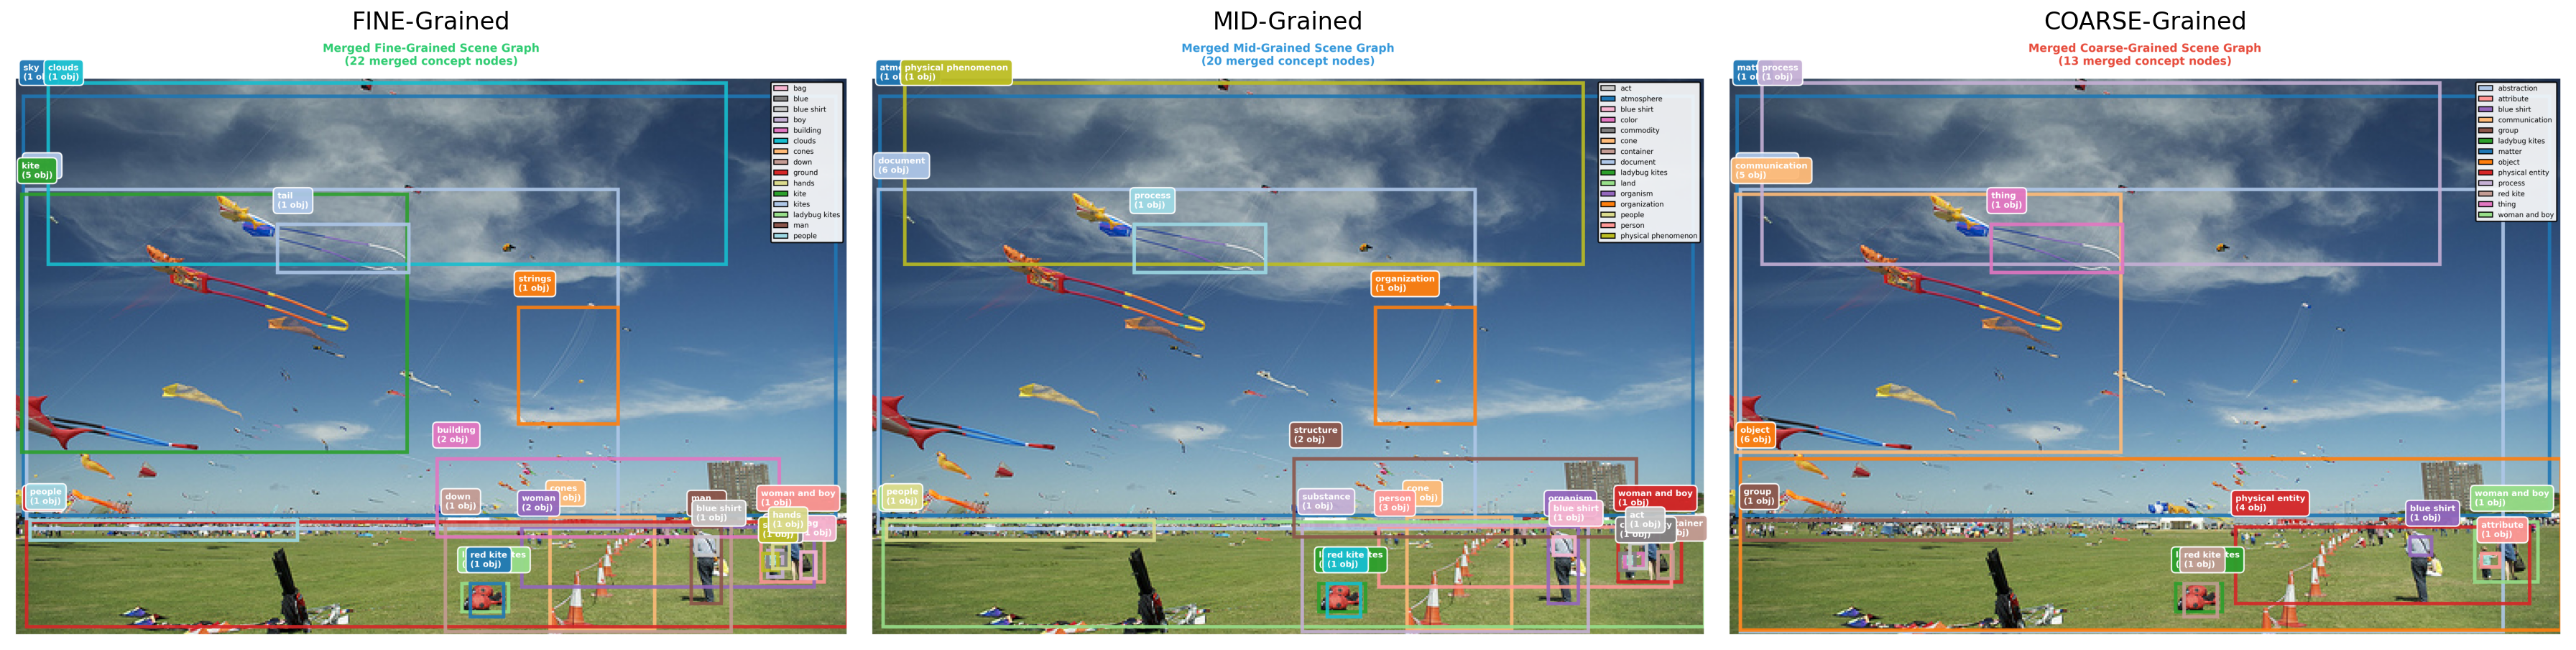 FINE-Grained
Merged Fine-Grained Scene Graph
(22 merged concept nodes)
sky
clouds
(1 obj)
kite
(5 obj)
tail
(1 obj)
strings
(1 obj)
building
(2 obj)
people
(1 obj)
down
(1 obj)
woman
(2 obj)
cones
obj)
man
blue shirt
(1 obj)
woman and boy
(1 obj)
hands
(1 obj)
red kite
(1 obj)
bag
blue
blue shirt
boy
building
clouds
cones
down
ground
hands
kite
kites
ladybug kites
man
people
MID-Grained
Merged Mid-Grained Scene Graph
(20 merged concept nodes)
physical phenomenon
(1 obj)
document
(6 obj)
process
(1 obj)
organization
(1 obj)
structure
(2 obj)
people
(1 obj)
substance
(1 obj)
person
(3 obj)
cone
obj)
organism
blue shirt
(1 obj)
woman and boy
(1 obj)
act
(1 obj)
red kite
(1 obj)
act
atmosphere
blue shirt
color
commodity
cone
container
document
ladybug kites
land
organism
organization
people
person
physical phenomenon
COARSE-Grained
Merged Coarse-Grained Scene Graph
(13 merged concept nodes)
process
(1 obj)
communication
(5 obj)
thing
(1 obj)
object
(6 obj)
group
(1 obj)
physical entity
(4 obj)
blue shirt
(1 obj)
woman and boy
(1 obj)
attribute
(1 obj)
red kite
(1 obj)
abstraction
attribute
blue shirt
communication
group
ladybug kites
matter
object
physical entity
process
red kite
thing
woman and boy